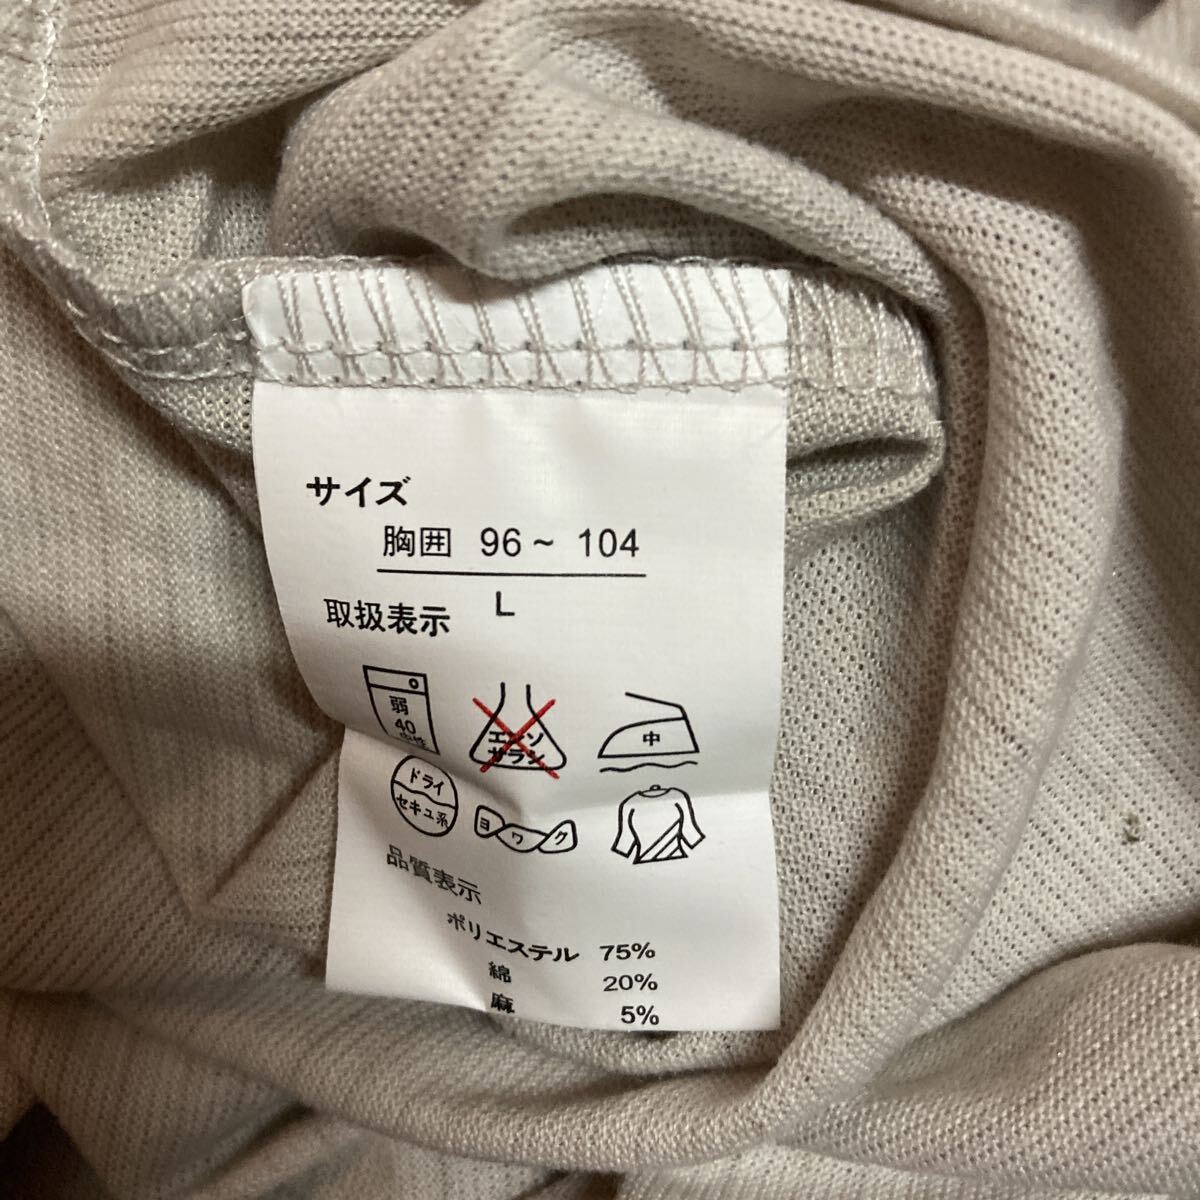 サイズ
胸囲 96~ 104
L
取扱表示
弱
40
中性
エンソ
サラシ
中
ドライ
セキユ系
ヨワク
品質表示
ポリエステル 75%
綿 20%
麻 5%